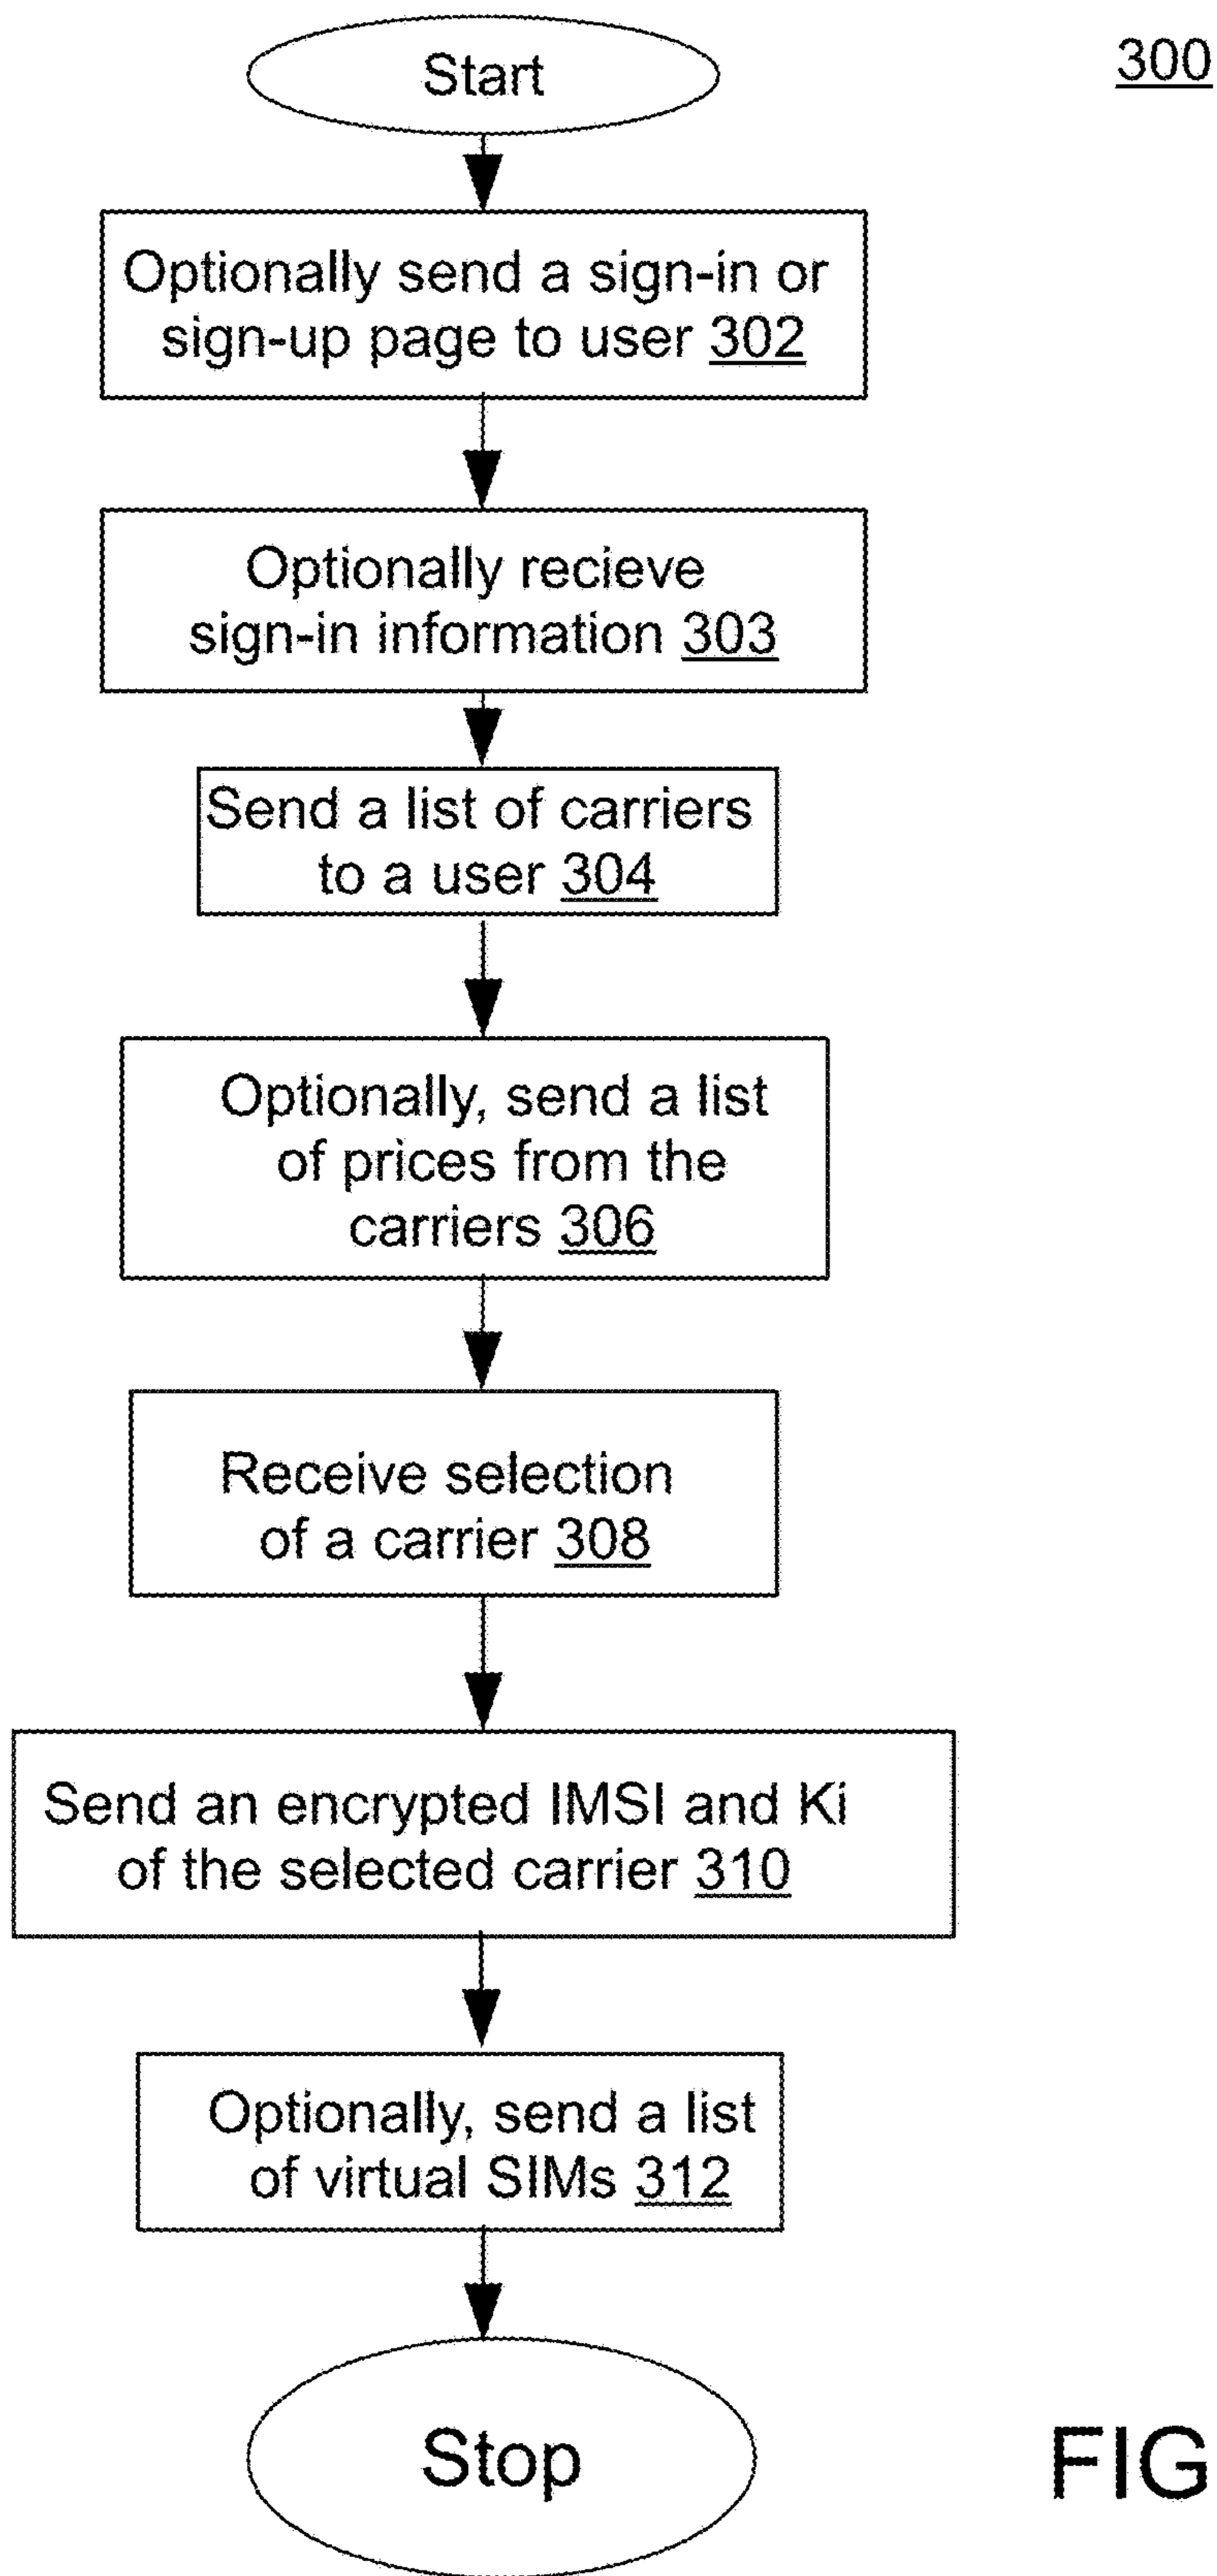 Start
300
Optionally send a sign-in or
sign-up page to user 302
Optionally recieve
sign-in information 303
Send a list of carriers
to a user 304
Optionally, send a list
of prices from the
carriers 306
Receive selection
of a carrier 308
Send an encrypted IMSI and Ki
of the selected carrier 310
Optionally, send a list
of virtual SIMs 312
Stop
FIG